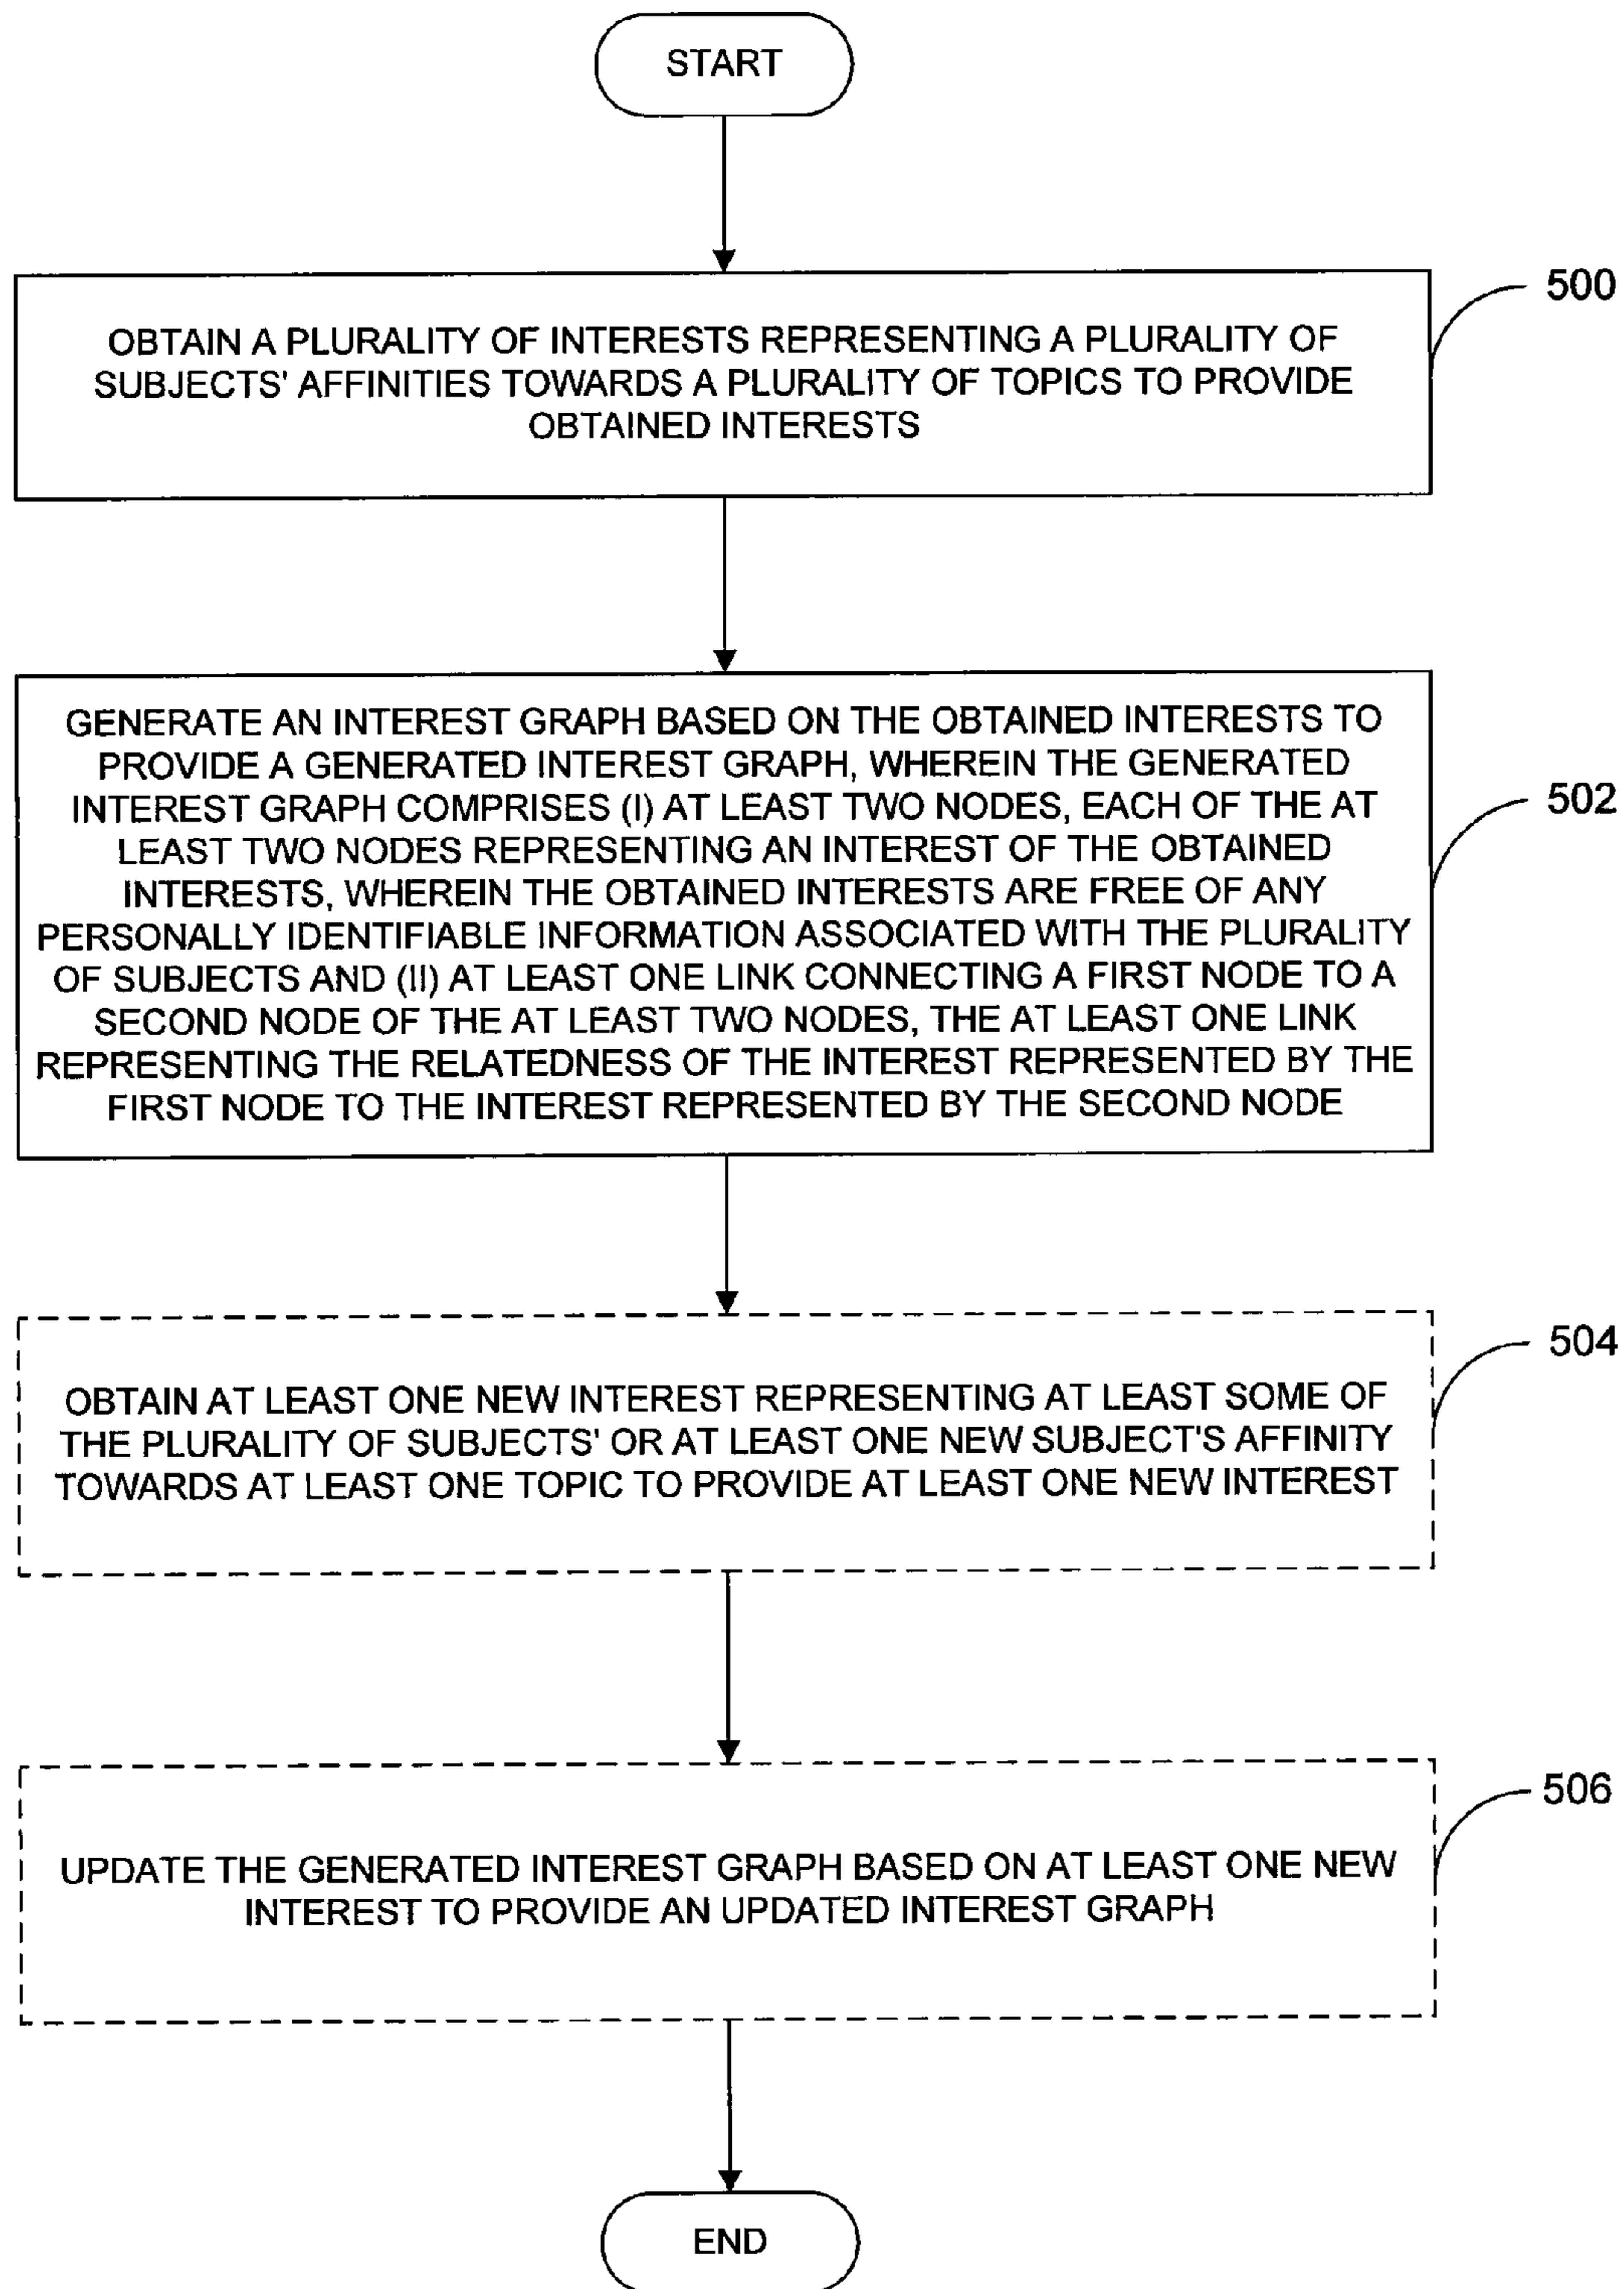 START
500
OBTAIN A PLURALITY OF INTERESTS REPRESENTING A PLURALITY OF
SUBJECTS' AFFINITIES TOWARDS A PLURALITY OF TOPICS TO PROVIDE
OBTAINED INTERESTS
502
GENERATE AN INTEREST GRAPH BASED ON THE OBTAINED INTERESTS TO
PROVIDE A GENERATED INTEREST GRAPH, WHEREIN THE GENERATED
INTEREST GRAPH COMPRISES (I) AT LEAST TWO NODES, EACH OF THE AT
LEAST TWO NODES REPRESENTING AN INTEREST OF THE OBTAINED
INTERESTS, WHEREIN THE OBTAINED INTERESTS ARE FREE OF ANY
PERSONALLY IDENTIFIABLE INFORMATION ASSOCIATED WITH THE PLURALITY
OF SUBJECTS AND (II) AT LEAST ONE LINK CONNECTING A FIRST NODE TO A
SECOND NODE OF THE AT LEAST TWO NODES, THE AT LEAST ONE LINK
REPRESENTING THE RELATEDNESS OF THE INTEREST REPRESENTED BY THE
FIRST NODE TO THE INTEREST REPRESENTED BY THE SECOND NODE
504
OBTAIN AT LEAST ONE NEW INTEREST REPRESENTING AT LEAST SOME OF
THE PLURALITY OF SUBJECTS' OR AT LEAST ONE NEW SUBJECT'S AFFINITY
TOWARDS AT LEAST ONE TOPIC TO PROVIDE AT LEAST ONE NEW INTEREST
506
UPDATE THE GENERATED INTEREST GRAPH BASED ON AT LEAST ONE NEW
INTEREST TO PROVIDE AN UPDATED INTEREST GRAPH
END